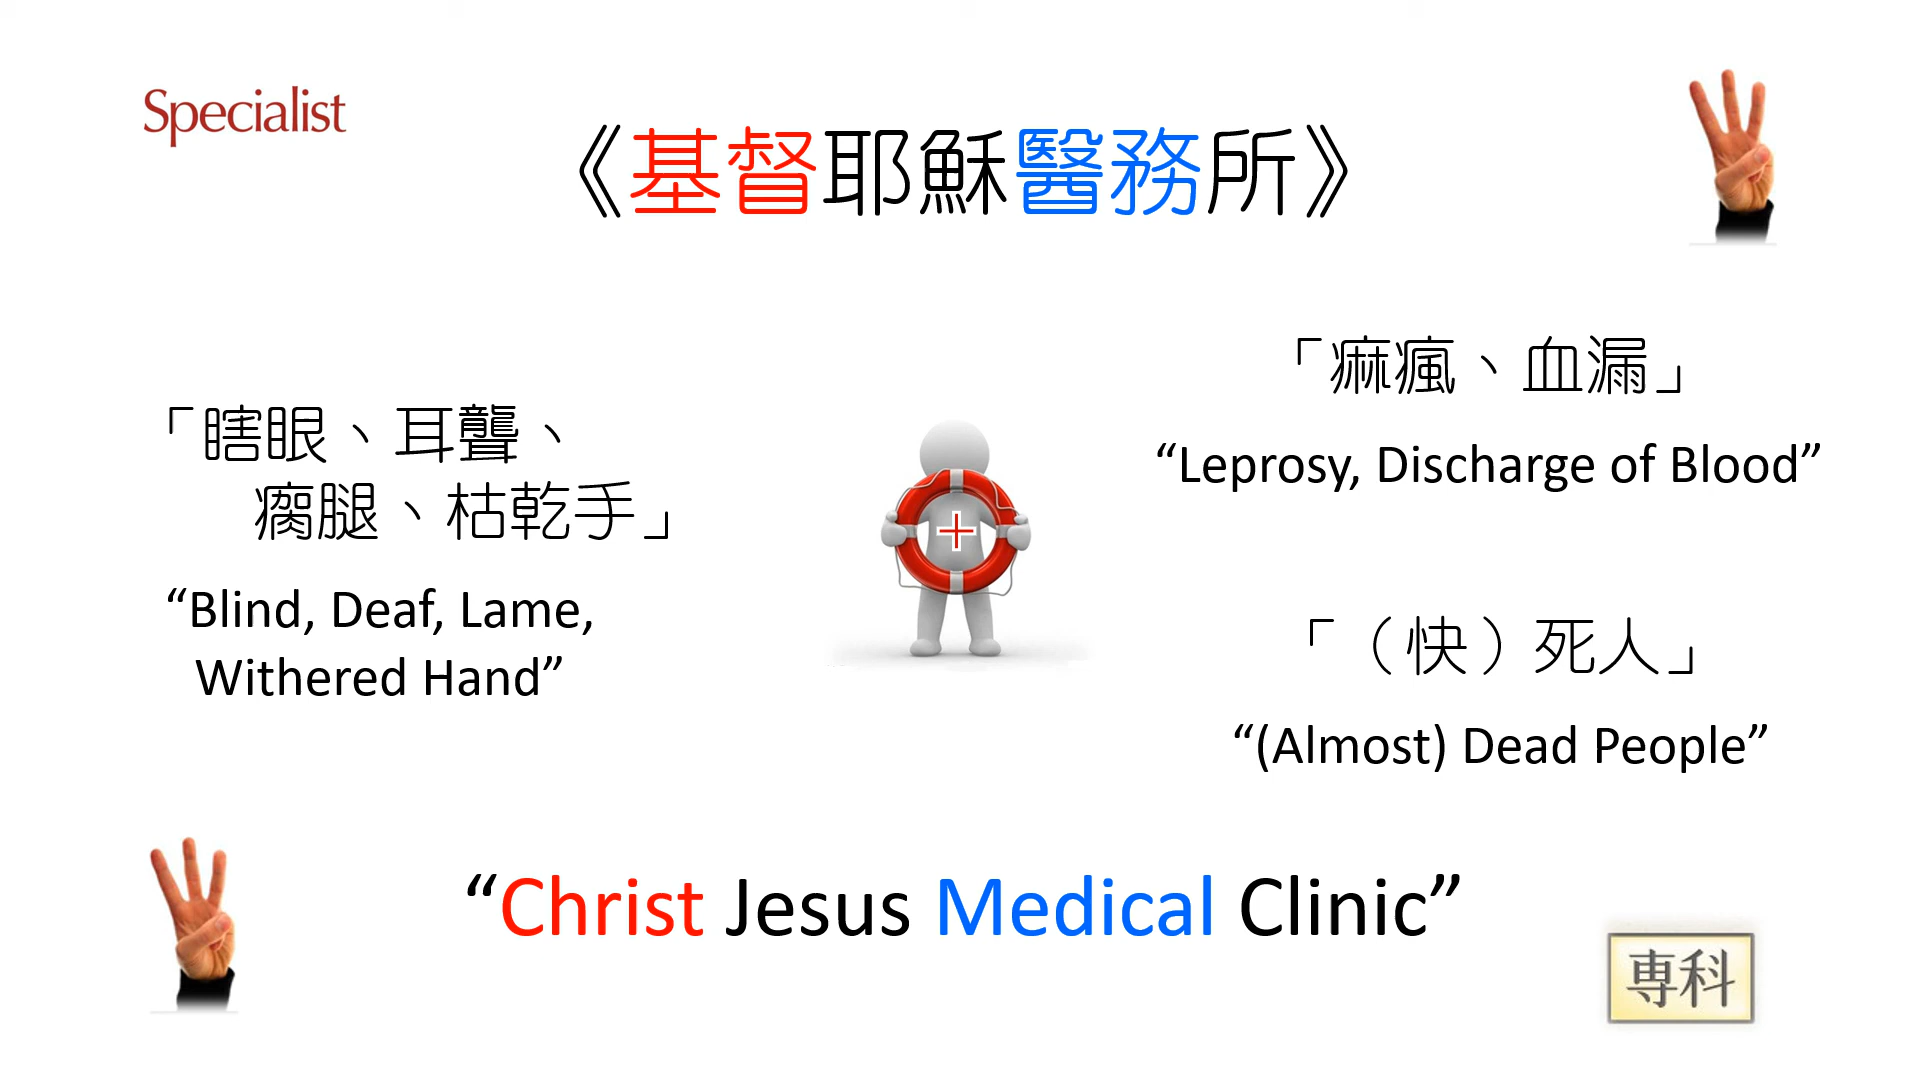 Specialist
《基督耶穌醫務所》
「瞎眼、耳聾、
瘸腿、枯乾手」
“Blind, Deaf, Lame,
Withered Hand”
「痳瘋、血漏」
“Leprosy, Discharge of Blood”
「（快）死人」
“(Almost) Dead People”
“Christ Jesus Medical Clinic”
専科